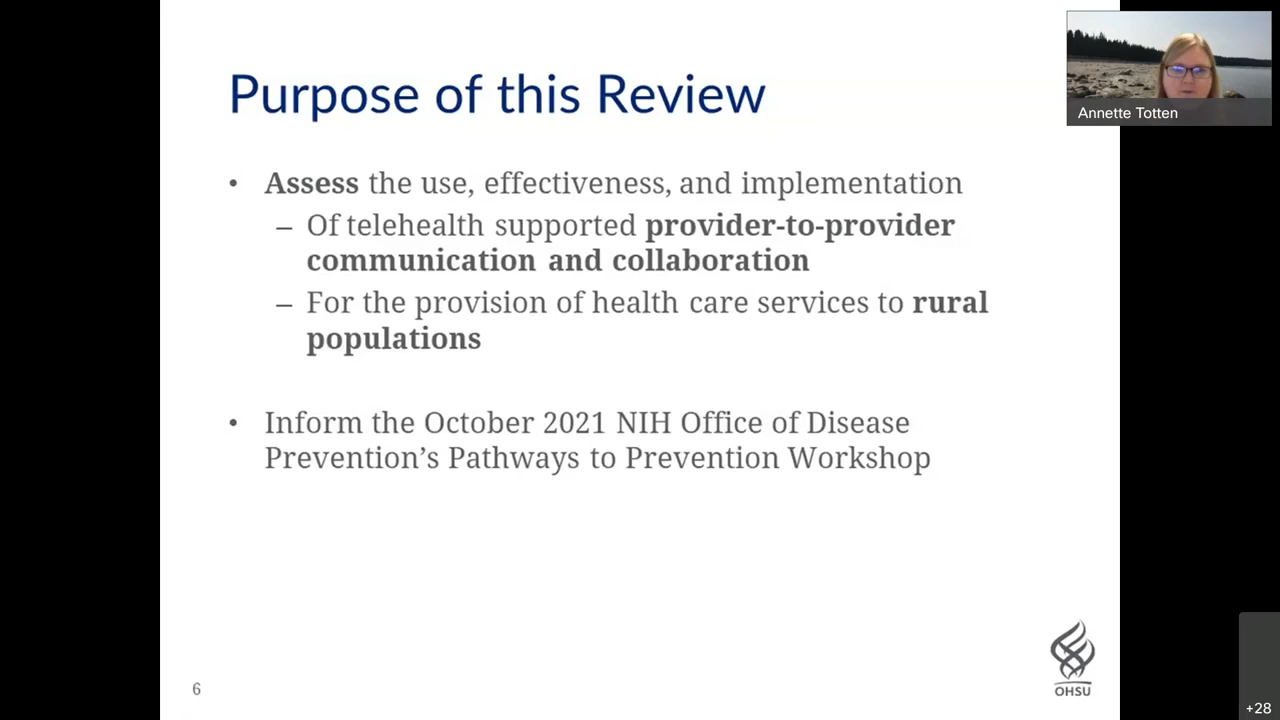 Purpose of this Review
Annette Totten
• Assess the use, effectiveness, and implementation
– Of telehealth supported provider-to-provider
communication and collaboration
– For the provision of health care services to rural
populations
• Inform the October 2021 NIH Office of Disease
Prevention’s Pathways to Prevention Workshop
6
OHSU
+28